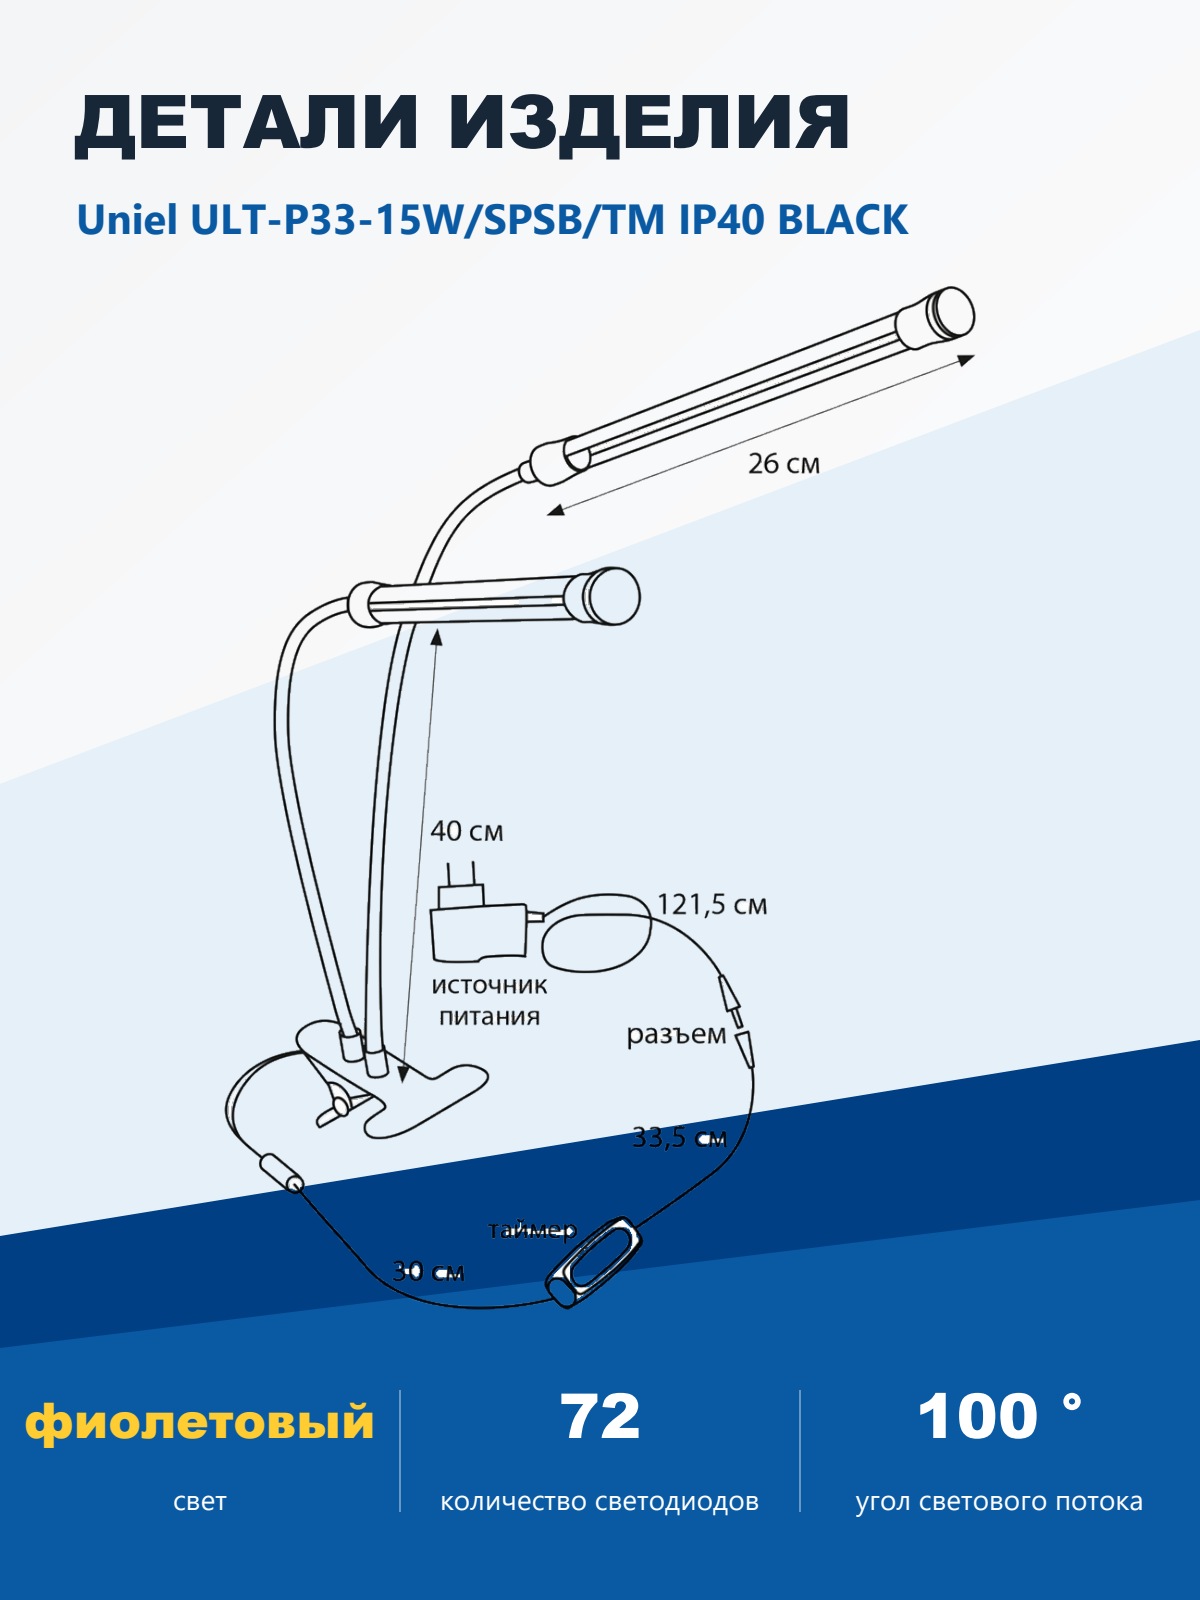 ДЕТАЛИ ИЗДЕЛИЯ
Uniel ULT-P33-15W/SPSB/TM IP40 BLACK
26 см
40 см
121,5 см
источник
питания
разъем
33,5 см
таймер
30 см
фиолетовый
72
100 °
свет
количество светодиодов
угол светового потока